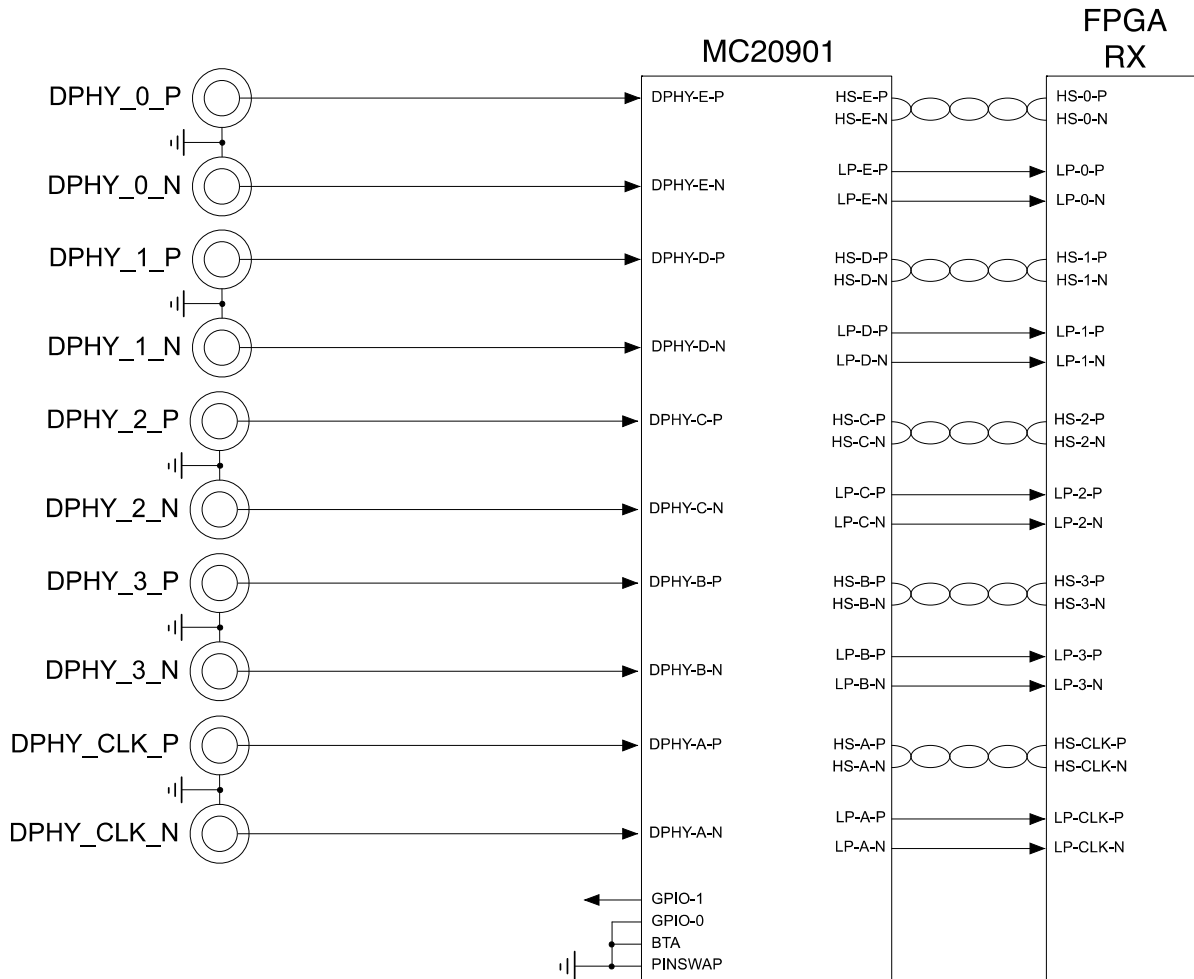 FPGA
RX
MC20901
DPHY_0_P
DPHY-E-P
HS-E-P
HS-0-P
HS-E-N
HS-0-N
LP-E-P
LP-0-P
DPHY_0_N
DPHY-E-N
LP-E-N
LP-0-N
DPHY_1_P
DPHY-D-P
HS-D-P
HS-1-P
HS-D-N
HS-1-N
LP-D-P
LP-1-P
DPHY_1_N
DPHY-D-N
LP-D-N
LP-1-N
DPHY_2_P
DPHY-C-P
HS-C-P
HS-2-P
HS-C-N
HS-2-N
LP-C-P
LP-2-P
DPHY_2_N
DPHY-C-N
LP-C-N
LP-2-N
DPHY_3_P
DPHY-B-P
HS-B-P
HS-3-P
HS-B-N
HS-3-N
LP-B-P
LP-3-P
DPHY_3_N
DPHY-B-N
LP-B-N
LP-3-N
DPHY_CLK_P
DPHY-A-P
HS-A-P
HS-CLK-P
HS-A-N
HS-CLK-N
LP-A-P
LP-CLK-P
DPHY_CLK_N
DPHY-A-N
LP-A-N
LP-CLK-N
GPIO-1
GPIO-0
BTA
PINSWAP